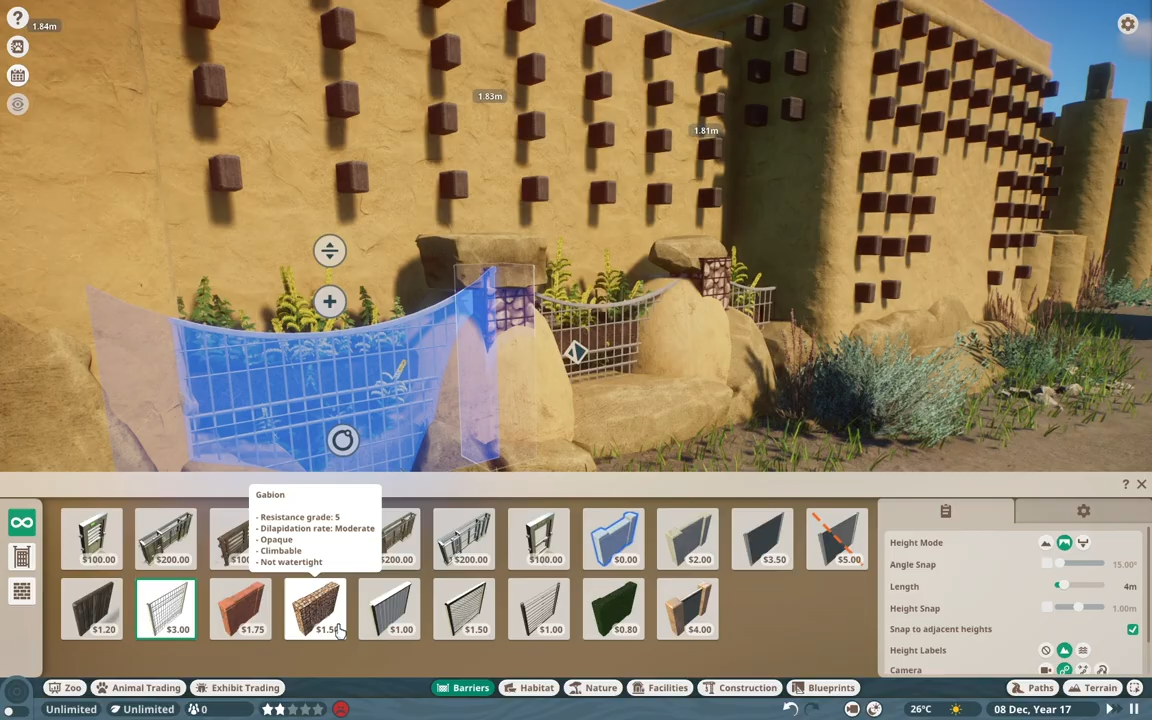 ?
1.84m
1.83m
1.81m
? ×
Gabion
- Resistance grade: 5
- Dilapidation rate: Moderate
- Opaque
- Climbable
- Not watertight
$100.00
$200.00
$200.00
$200.00
$100.00
$0.00
$2.00
$3.50
$5.00
$1.20
$3.00
$1.75
$1.00
$1.50
$1.00
$0.80
$4.00
Height Mode
Angle Snap 15.00°
Length 4m
Height Snap 1.00m
Snap to adjacent heights
Height Labels
Camera
Zoo
Animal Trading
Exhibit Trading
Barriers
Habitat
Nature
Facilities
Construction
Blueprints
Paths
Terrain
Unlimited
Unlimited
0
26°C
08 Dec, Year 17